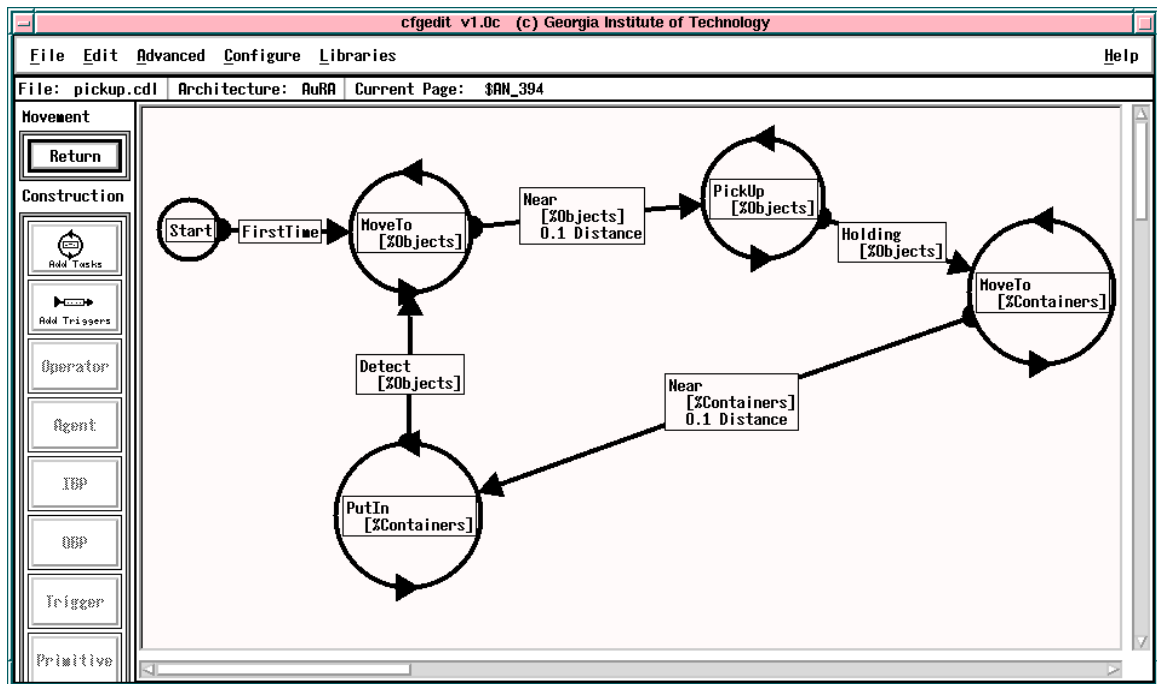 cfgedit v1.0c (c) Georgia Institute of Technology
File Edit Advanced Configure Libraries Help
File: pickup.cdl Architecture: AuRA Current Page: $AN_394
Movement
Return
Construction
Add Tasks
Add Triggers
Operator
Agent
IBP
OBP
Trigger
Primitive
Start
FirstTime
MoveTo
[%Objects]
Near
[%Objects]
0.1 Distance
PickUp
[%Objects]
Holding
[%Objects]
MoveTo
[%Containers]
Near
[%Containers]
0.1 Distance
Detect
[%Objects]
PutIn
[%Containers]